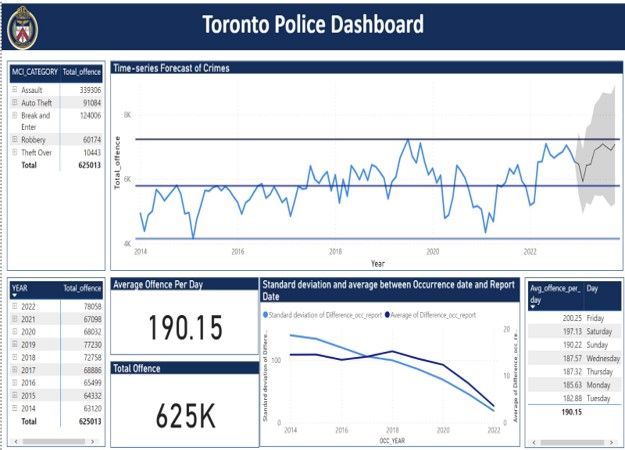 Toronto Police Dashboard
MCI_CATEGORY Total_offence
Assault 339306
Auto Theft 91084
Break and 124006
Enter
Robbery 60174
Theft Over 10443
Total 625013
Time-series Forecast of Crimes
Total_offence
8K
6K
4K
2014 2016 2018 2020 2022
Year
YEAR Total_offence
2022 78058
2021 67098
2020 68032
2019 77230
2018 72758
2017 68886
2016 65499
2015 64332
2014 63120
Total 625013
Average Offence Per Day
190.15
Total Offence
625K
Standard deviation and average between Occurrence date and Report
Date
Standard deviation of Difference_occ_report Average of Difference_occ_report
Standard deviation of Differe...
100
0
20
10
0
Average of Difference_occ_re...
2014 2016 2018 2020 2022
OCC_YEAR
Avg_offence_per_ Day
day
200.25 Friday
197.13 Saturday
190.22 Sunday
187.57 Wednesday
187.32 Thursday
185.63 Monday
182.88 Tuesday
190.15